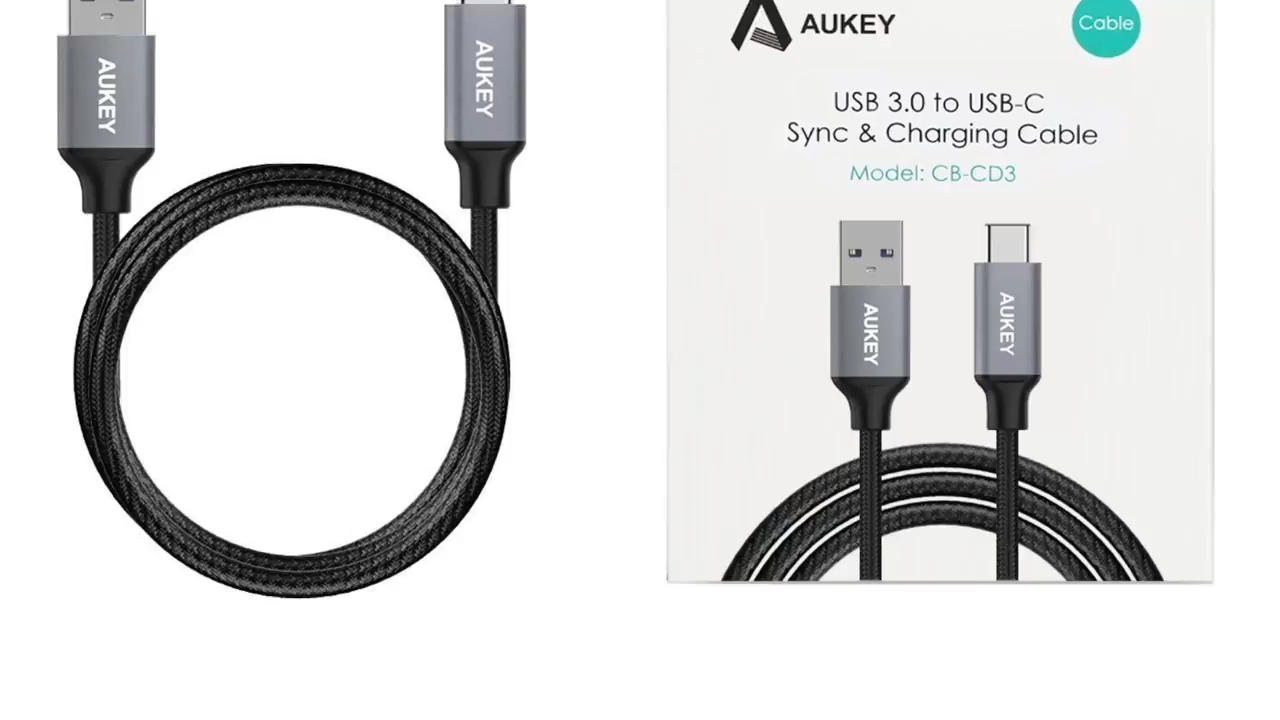 AUKEY
AUKEY
AUKEY
Cable
USB 3.0 to USB-C
Sync & Charging Cable
Model: CB-CD3
AUKEY
AUKEY